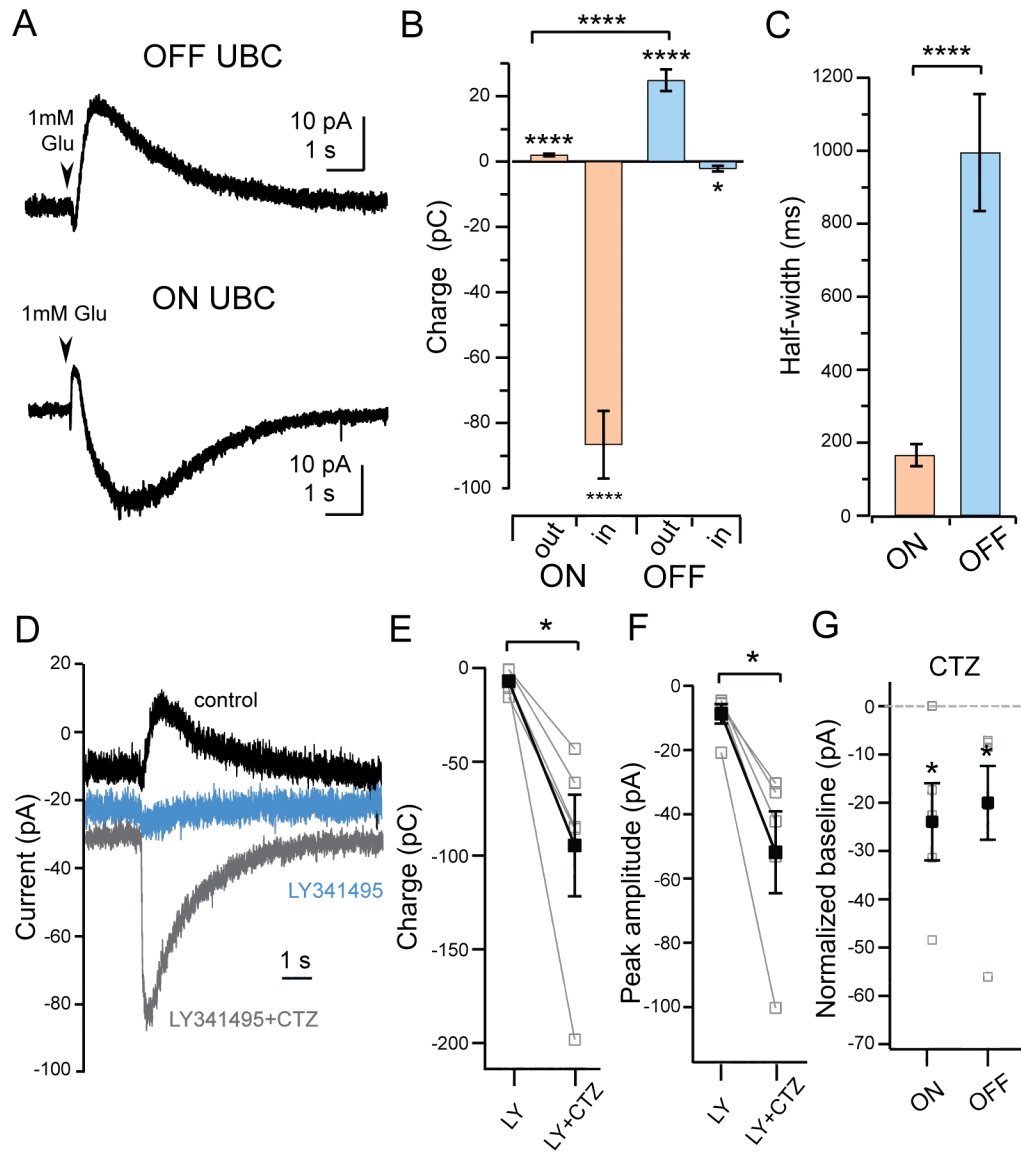 A
OFF UBC
1mM
Glu
10 pA
1 s
ON UBC
1mM Glu
10 pA
1 s
B
****
****
****
****
*
Charge (pC)
20
0
-20
-40
-60
-80
-100
out
in
out
in
ON
OFF
C
****
Half-width (ms)
1200
1000
800
600
400
200
0
ON
OFF
D
Current (pA)
20
0
-20
-40
-60
-80
-100
control
LY341495
1 s
LY341495+CTZ
E
*
Charge (pC)
0
-50
-100
-150
-200
LY
LY+CTZ
F
*
Peak amplitude (pA)
0
-20
-40
-60
-80
-100
LY
LY+CTZ
G
CTZ
Normalized baseline (pA)
0
-10
-20
-30
-40
-50
-60
-70
*
*
ON
OFF